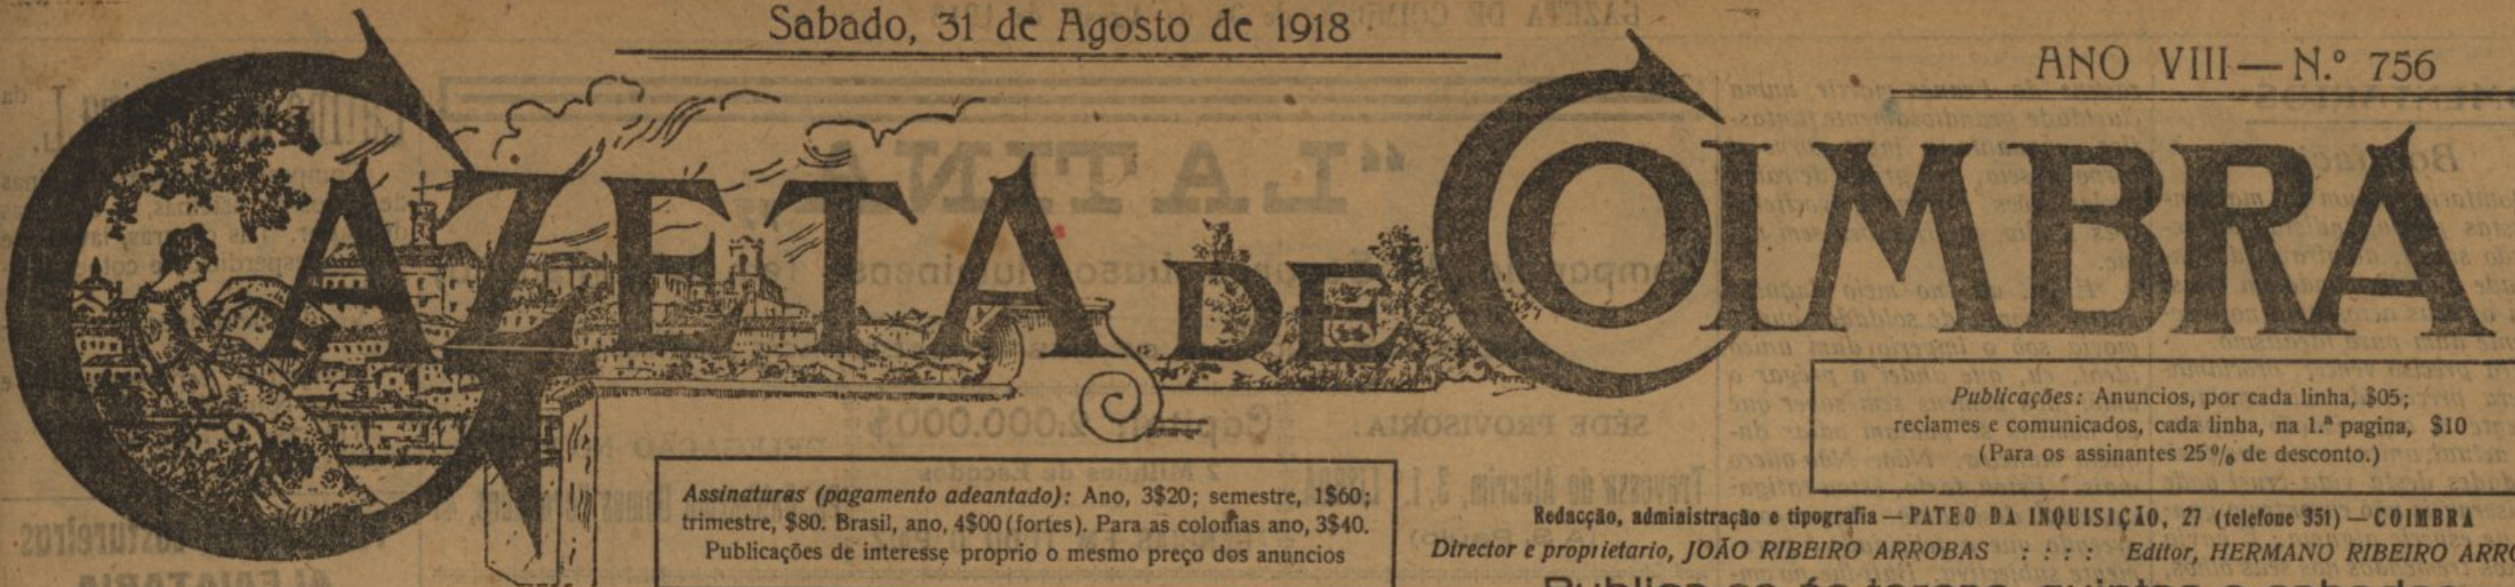 Sabado, 31 de Agosto de 1918
ANO VIII — N.º 756
GAZETA DE COIMBRA
Publicações: Anuncios, por cada linha, $05;
reclames e comunicados, cada linha, na 1.ª pagina, $10
(Para os assinantes 25% de desconto.)
Assinaturas (pagamento adeantado): Ano, 3$20; semestre, 1$60;
trimestre, $80. Brasil, ano, 4$00 (fortes). Para as colonias ano, 3$40.
Publicações de interesse proprio o mesmo preço dos anuncios
Redacção, administração e tipografia — PATEO DA INQUISIÇÃO, 27 (telefone 351) — COIMBRA
Director e proprietario, JOÃO RIBEIRO ARROBAS : : : : Editor, HERMANO RIBEIRO ARRO